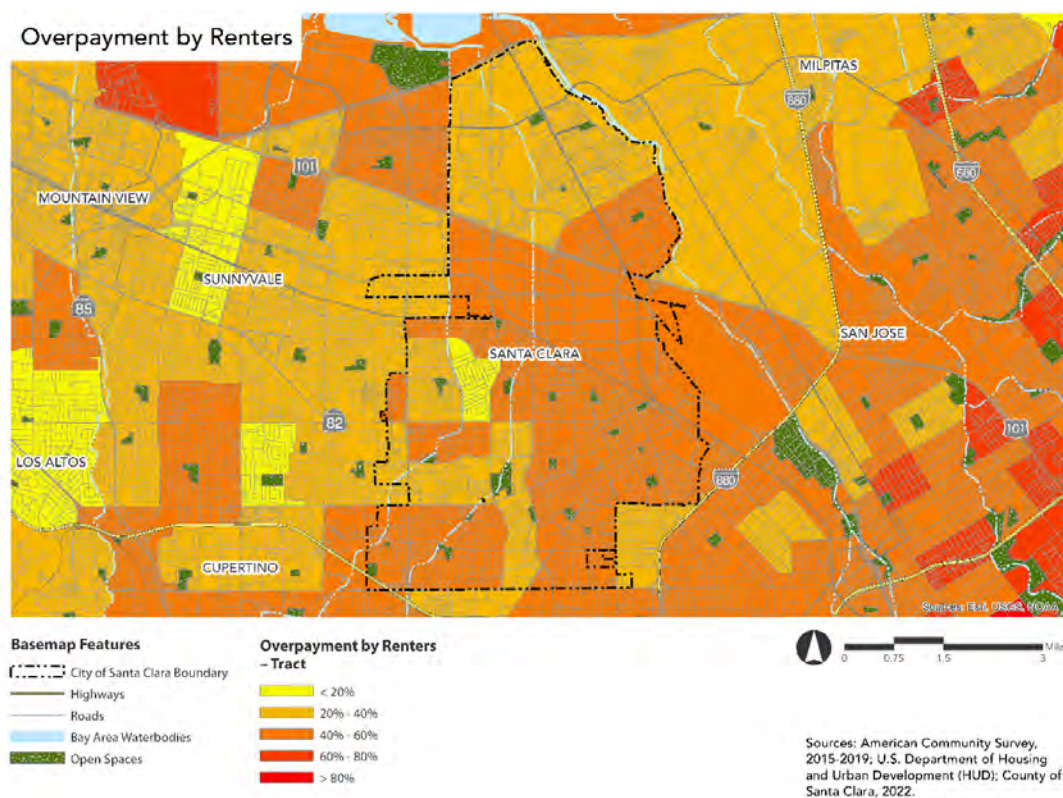 Overpayment by Renters
MILPITAS
880
101
680
MOUNTAIN VIEW
SUNNYVALE
85
SAN JOSE
SANTA CLARA
82
101
LOS ALTOS
880
CUPERTINO
Sources: Esri, USGS, NOAA
Basemap Features
City of Santa Clara Boundary
Highways
Roads
Bay Area Waterbodies
Open Spaces
Overpayment by Renters
– Tract
< 20%
20% - 40%
40% - 60%
60% - 80%
> 80%
0 0.75 1.5 3 Miles
Sources: American Community Survey,
2015-2019; U.S. Department of Housing
and Urban Development (HUD); County of
Santa Clara, 2022.